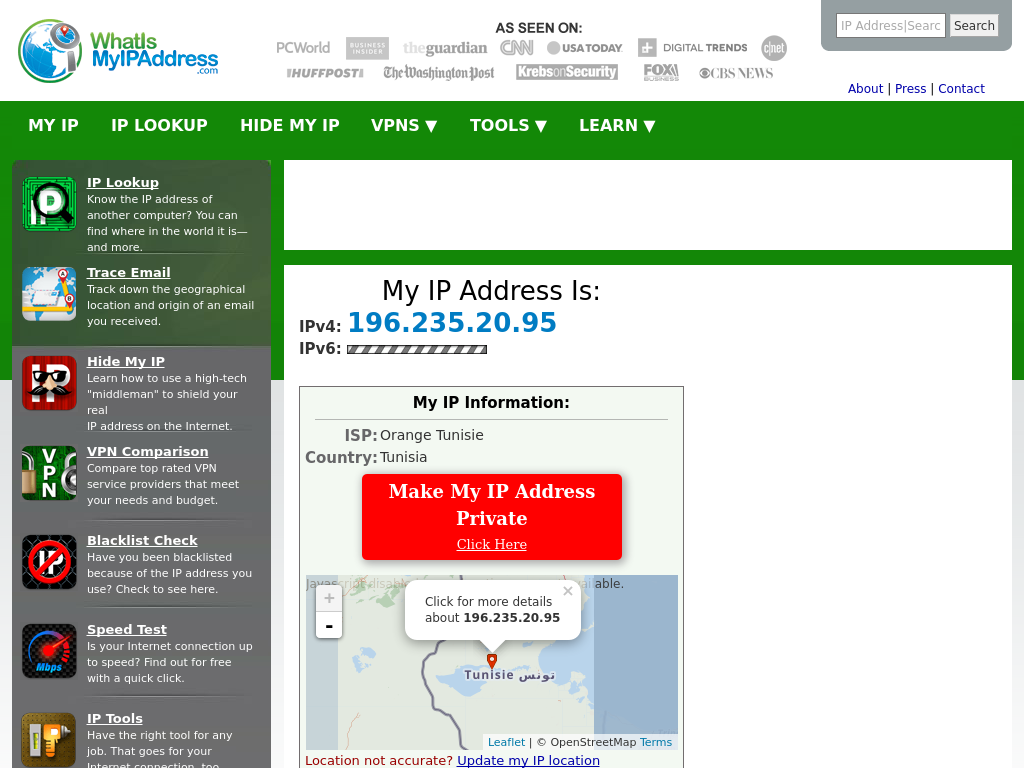 WhatIs
MyIPAddress
.com
AS SEEN ON:
PCWorld
BUSINESS
INSIDER
theguardian
CNN
USA TODAY
DIGITAL TRENDS
c|net
HUFFPOST
The Washington Post
KrebsonSecurity
FOX
BUSINESS
CBS NEWS
IP Address|Searc
Search
About | Press | Contact
MY IP
IP LOOKUP
HIDE MY IP
VPNS ▼
TOOLS ▼
LEARN ▼
IP Lookup
Know the IP address of
another computer? You can
find where in the world it is—
and more.
Trace Email
Track down the geographical
location and origin of an email
you received.
Hide My IP
Learn how to use a high-tech
"middleman" to shield your
real
IP address on the Internet.
VPN
VPN Comparison
Compare top rated VPN
service providers that meet
your needs and budget.
Blacklist Check
Have you been blacklisted
because of the IP address you
use? Check to see here.
Mbps
Speed Test
Is your Internet connection up
to speed? Find out for free
with a quick click.
IP Tools
Have the right tool for any
job. That goes for your
Internet connection, too.
My IP Address Is:
IPv4: 196.235.20.95
IPv6:
My IP Information:
ISP: Orange Tunisie
Country: Tunisia
Make My IP Address
Private
Click Here
+
-
×
Click for more details
about 196.235.20.95
Tunisie تونس
Leaflet | © OpenStreetMap Terms
Location not accurate? Update my IP location